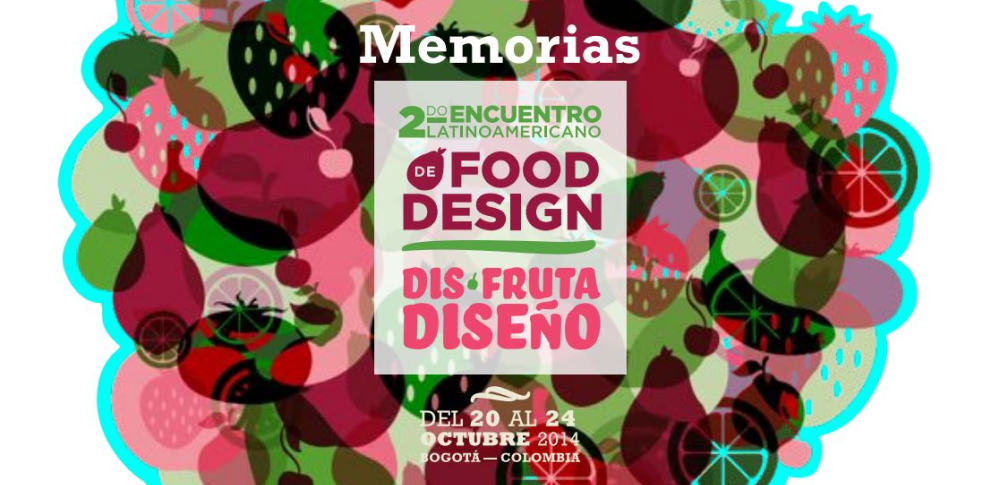 Memorias
2DO ENCUENTRO
LATINOAMERICANO
DE FOOD
DESIGN
DIS FRUTA
DISEÑO
DEL 20 AL 24
OCTUBRE 2014
BOGOTÁ — COLOMBIA